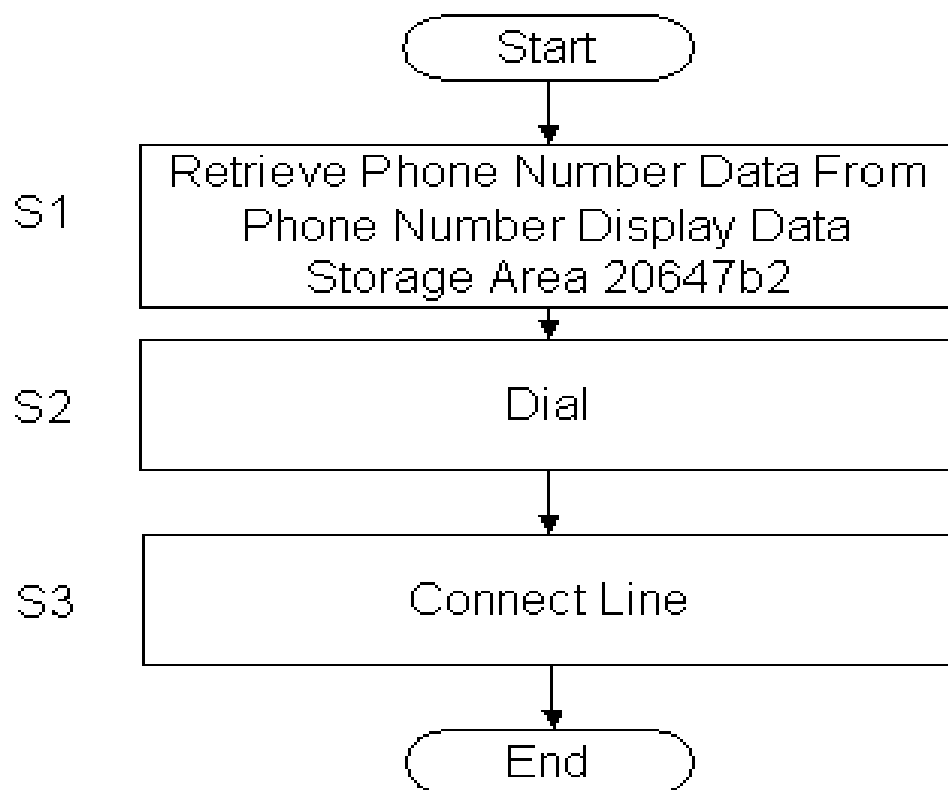 Start
S1
Retrieve Phone Number Data From
Phone Number Display Data
Storage Area 20647b2
S2
Dial
S3
Connect Line
End